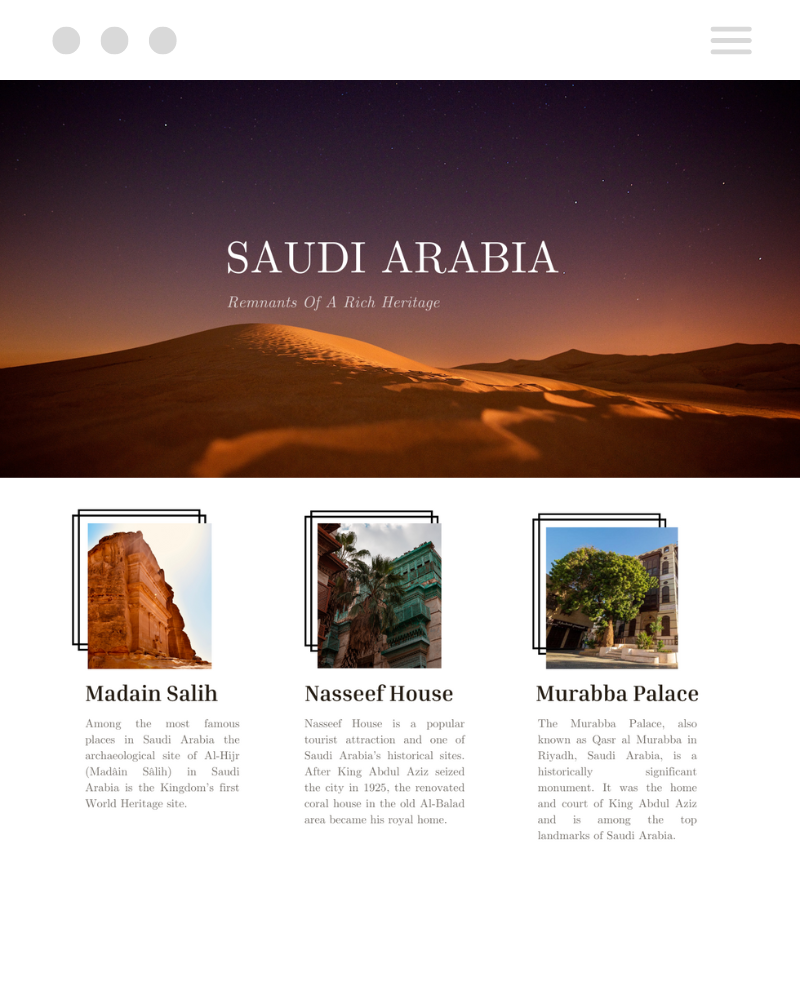 SAUDI ARABIA
Remnants Of A Rich Heritage
Madain Salih
Among the most famous
places in Saudi Arabia the
archaeological site of Al-Hijr
(Madâin Sâlih) in Saudi
Arabia is the Kingdom's first
World Heritage site.
Nasseef House
Nasseef House is a popular
tourist attraction and one of
Saudi Arabia's historical sites.
After King Abdul Aziz seized
the city in 1925, the renovated
coral house in the old Al-Balad
area became his royal home.
Murabba Palace
The Murabba Palace, also
known as Qasr al Murabba in
Riyadh, Saudi Arabia, is a
historically significant
monument. It was the home
and court of King Abdul Aziz
and is among the top
landmarks of Saudi Arabia.